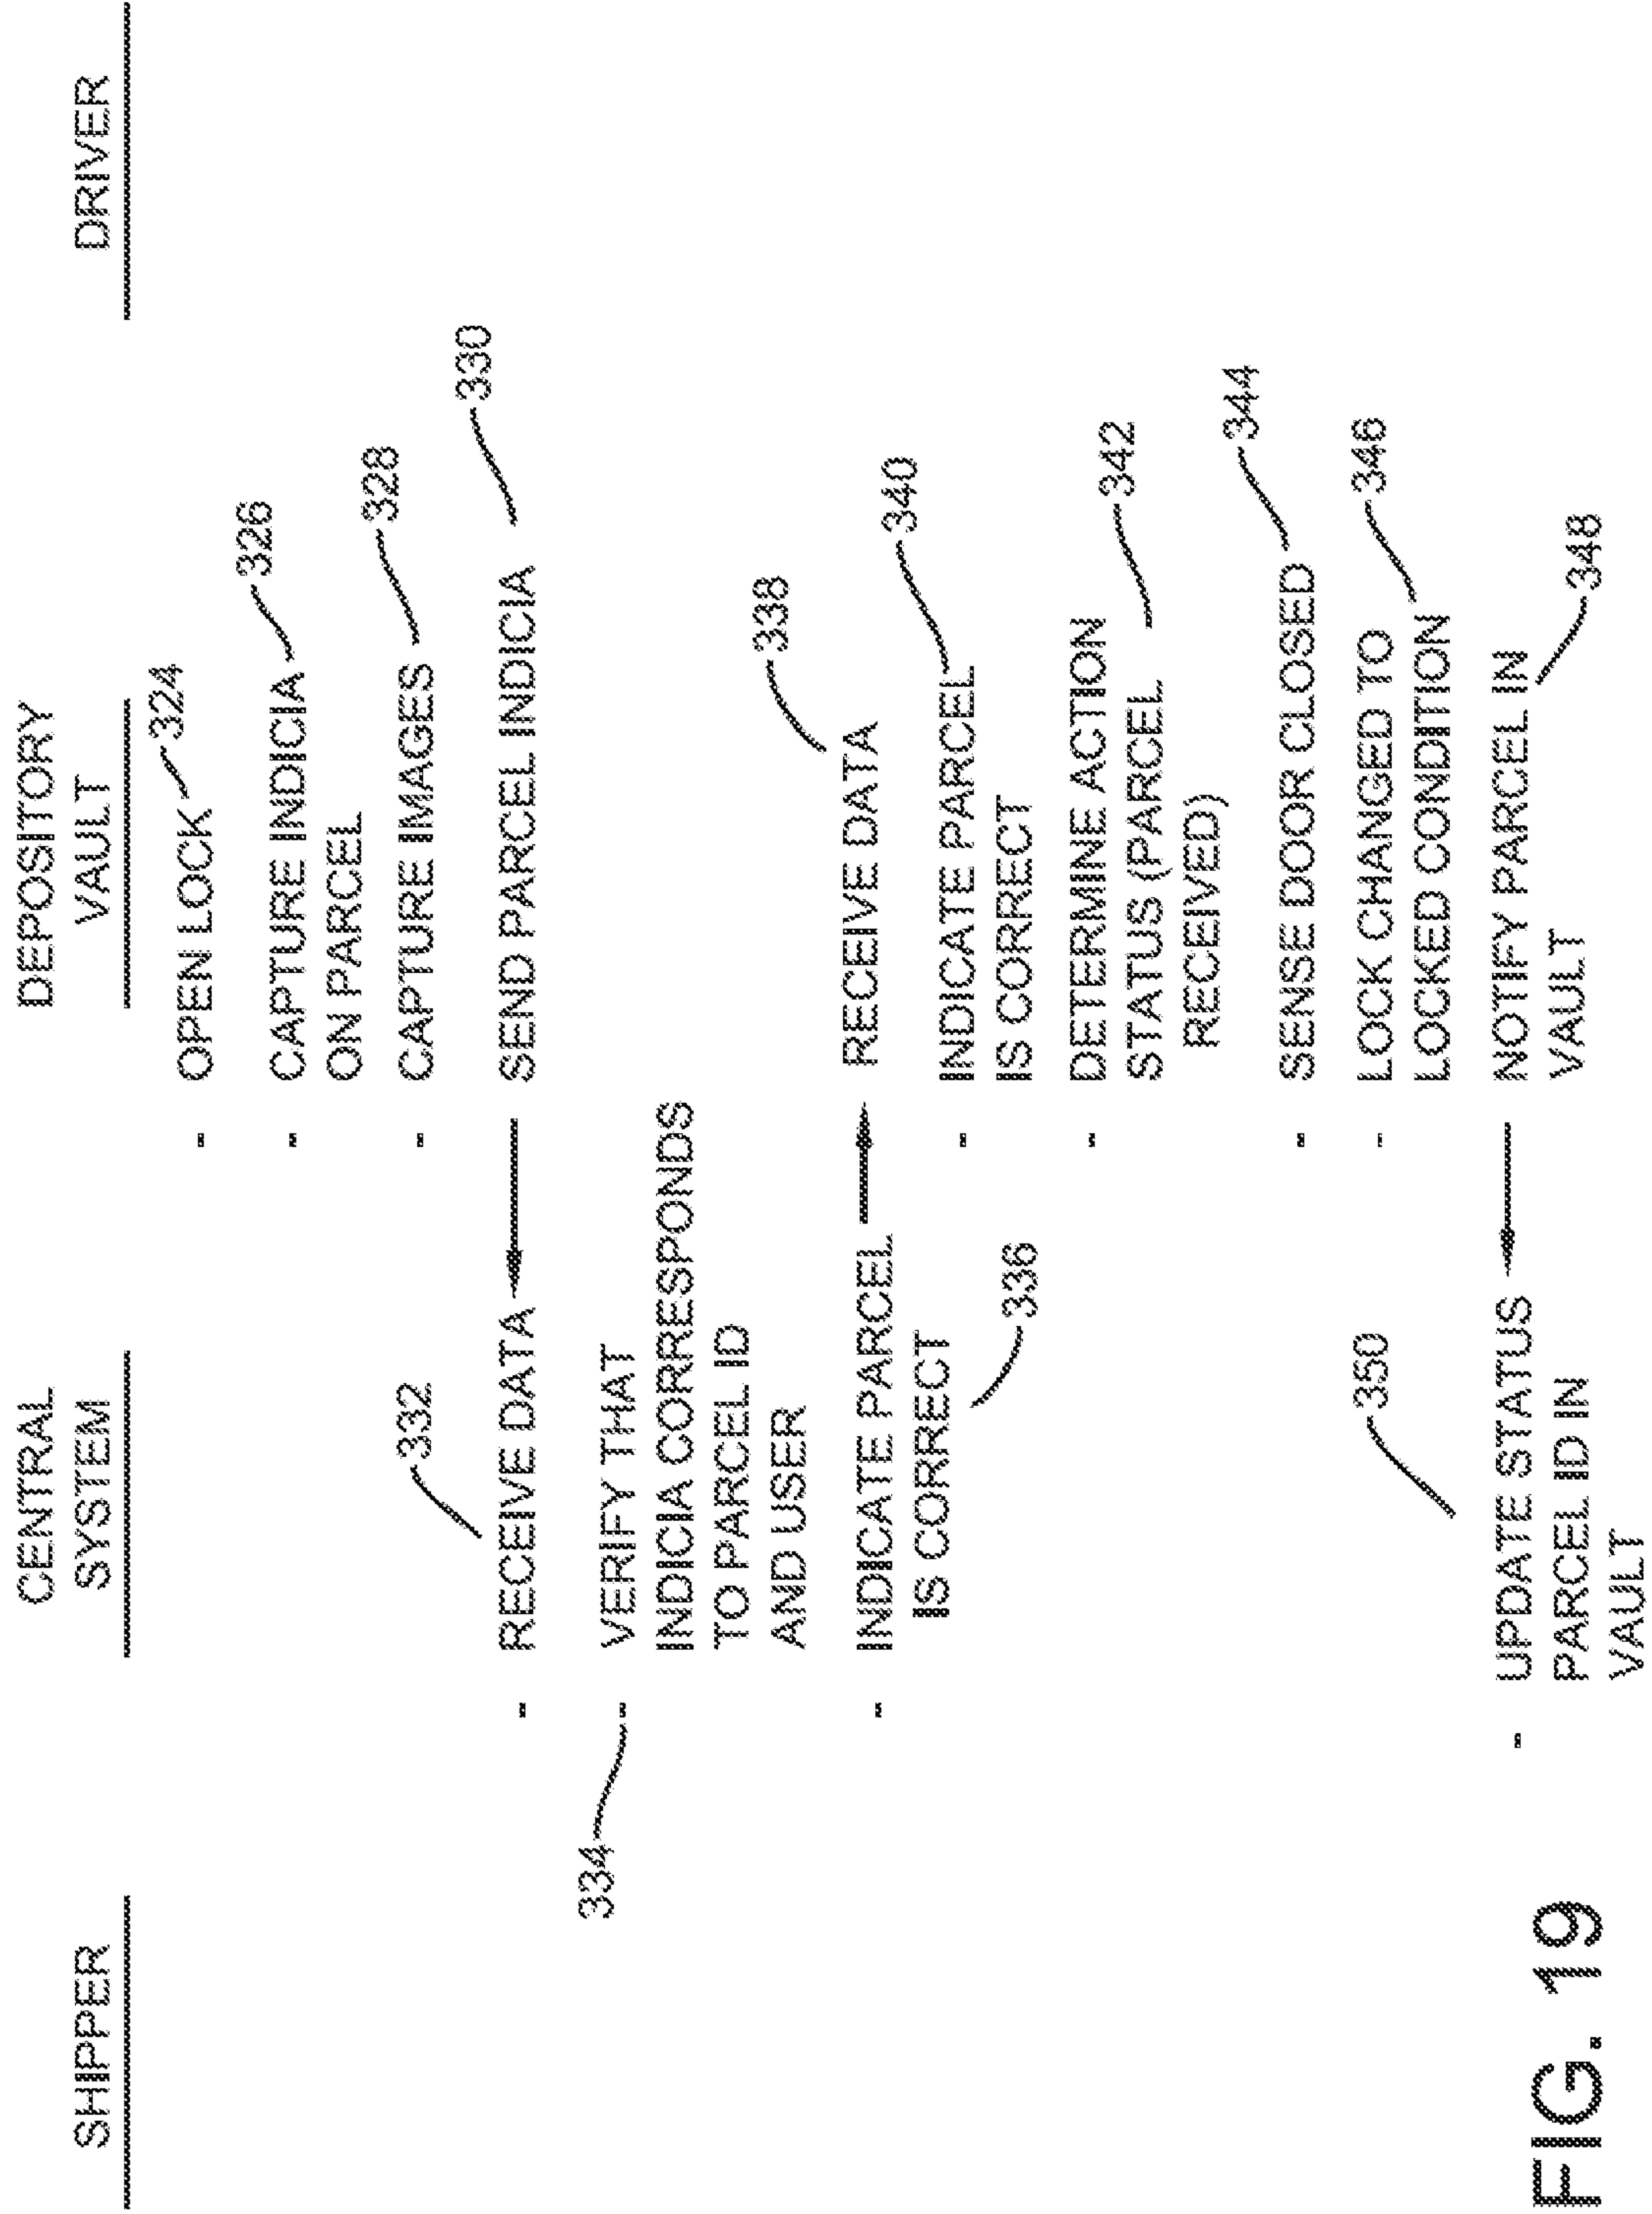 SHIPPER
CENTRAL
SYSTEM
DEPOSITORY
VAULT
DRIVER
OPEN LOCK 324
CAPTURE INDICIA 326
ON PARCEL
CAPTURE IMAGES 328
332
RECEIVE DATA
SEND PARCEL INDICIA 330
334
VERIFY THAT
INDICIA CORRESPONDS
TO PARCEL ID
AND USER
INDICATE PARCEL
IS CORRECT
336
RECEIVE DATA 338
INDICATE PARCEL 340
IS CORRECT
DETERMINE ACTION
STATUS (PARCEL 342
RECEIVED)
SENSE DOOR CLOSED 344
LOCK CHANGED TO
LOCKED CONDITION 346
NOTIFY PARCEL IN
VAULT 348
350
UPDATE STATUS
PARCEL ID IN
VAULT
FIG. 19